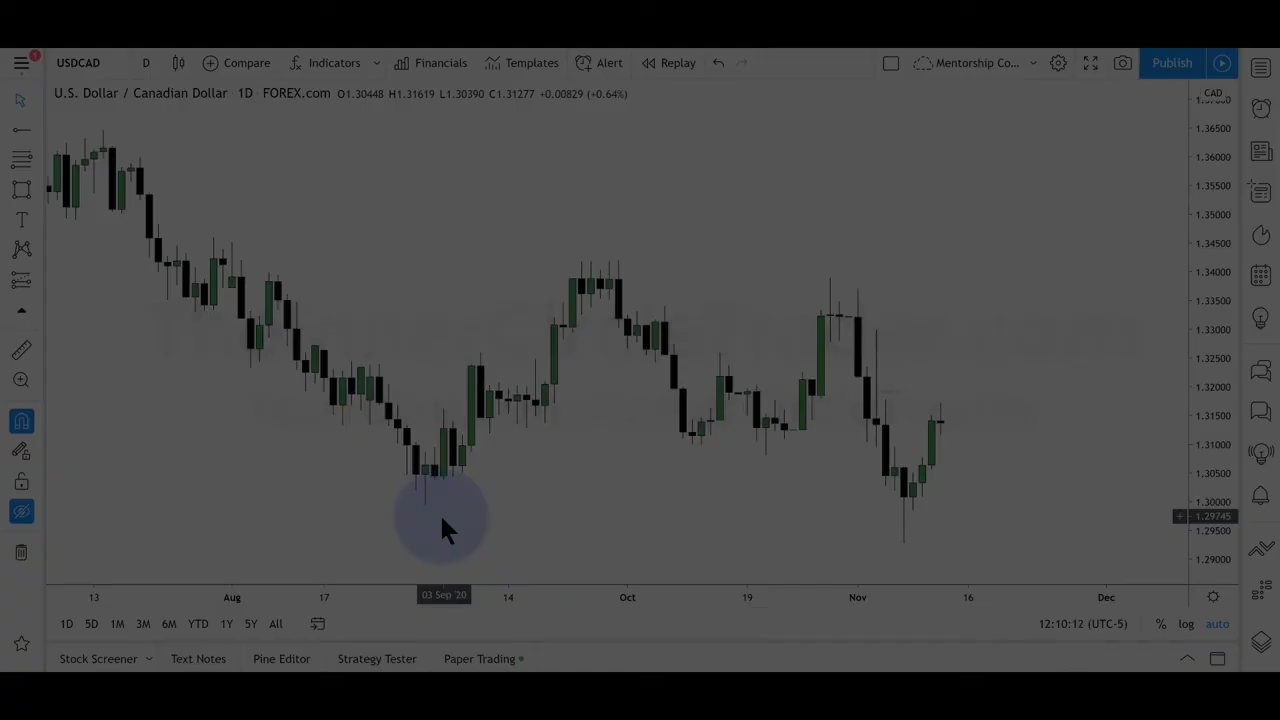 USDCAD D Compare Indicators Financials Templates Alert Replay Mentorship Co... Publish
U.S. Dollar / Canadian Dollar · 1D · FOREX.com O1.30448 H1.31619 L1.30390 C1.31277 +0.00829 (+0.64%)
CAD
1.36500
1.36000
1.35500
1.35000
1.34500
1.34000
1.33500
1.33000
1.32500
1.32000
1.31500
1.31000
1.30500
1.30000
1.29745
1.29500
1.29000
13 Aug 17 03 Sep '20 14 Oct 19 Nov 16 Dec
1D 5D 1M 3M 6M YTD 1Y 5Y All 12:10:12 (UTC-5) % log auto
Stock Screener Text Notes Pine Editor Strategy Tester Paper Trading